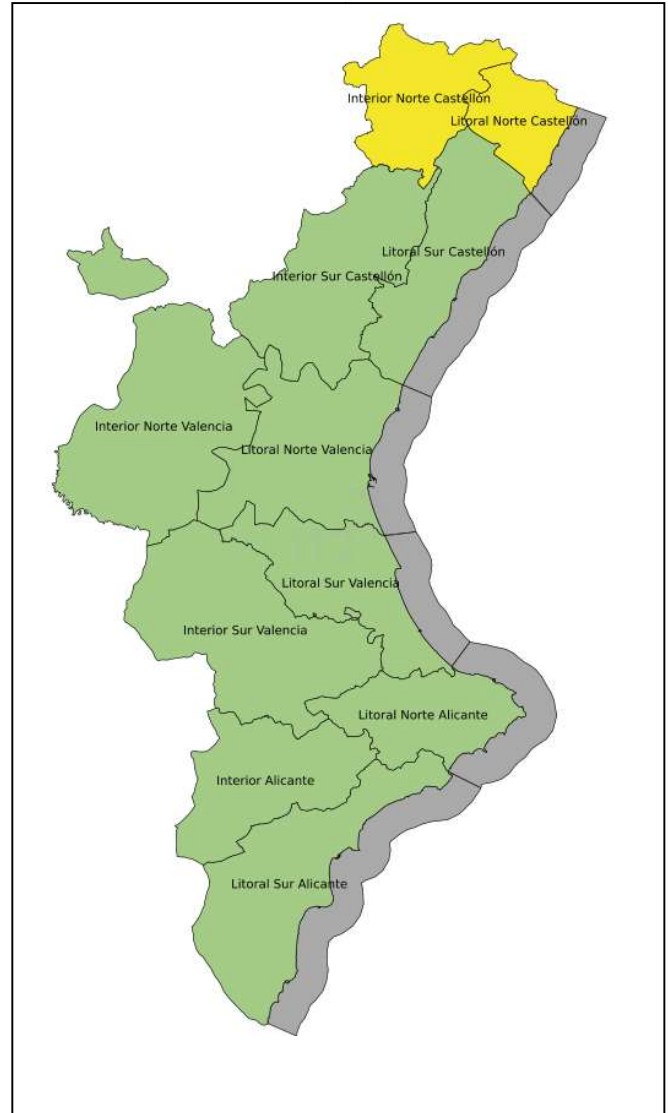 Interior Norte Castellón
Litoral Norte Castellón
Litoral Sur Castellón
Interior Sur Castellón
Interior Norte Valencia
Litoral Norte Valencia
Litoral Sur Valencia
Interior Sur Valencia
Litoral Norte Alicante
Interior Alicante
Litoral Sur Alicante